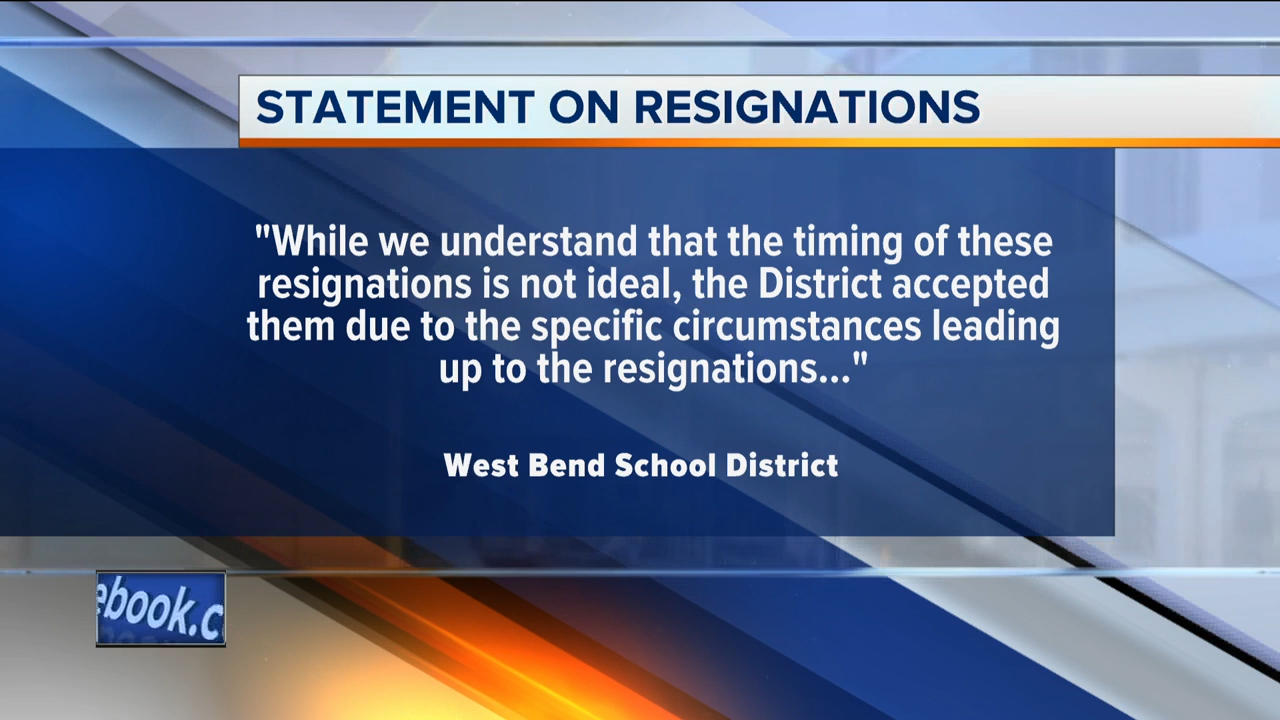 STATEMENT ON RESIGNATIONS
"While we understand that the timing of these
resignations is not ideal, the District accepted
them due to the specific circumstances leading
up to the resignations..."
West Bend School District
ebook.c